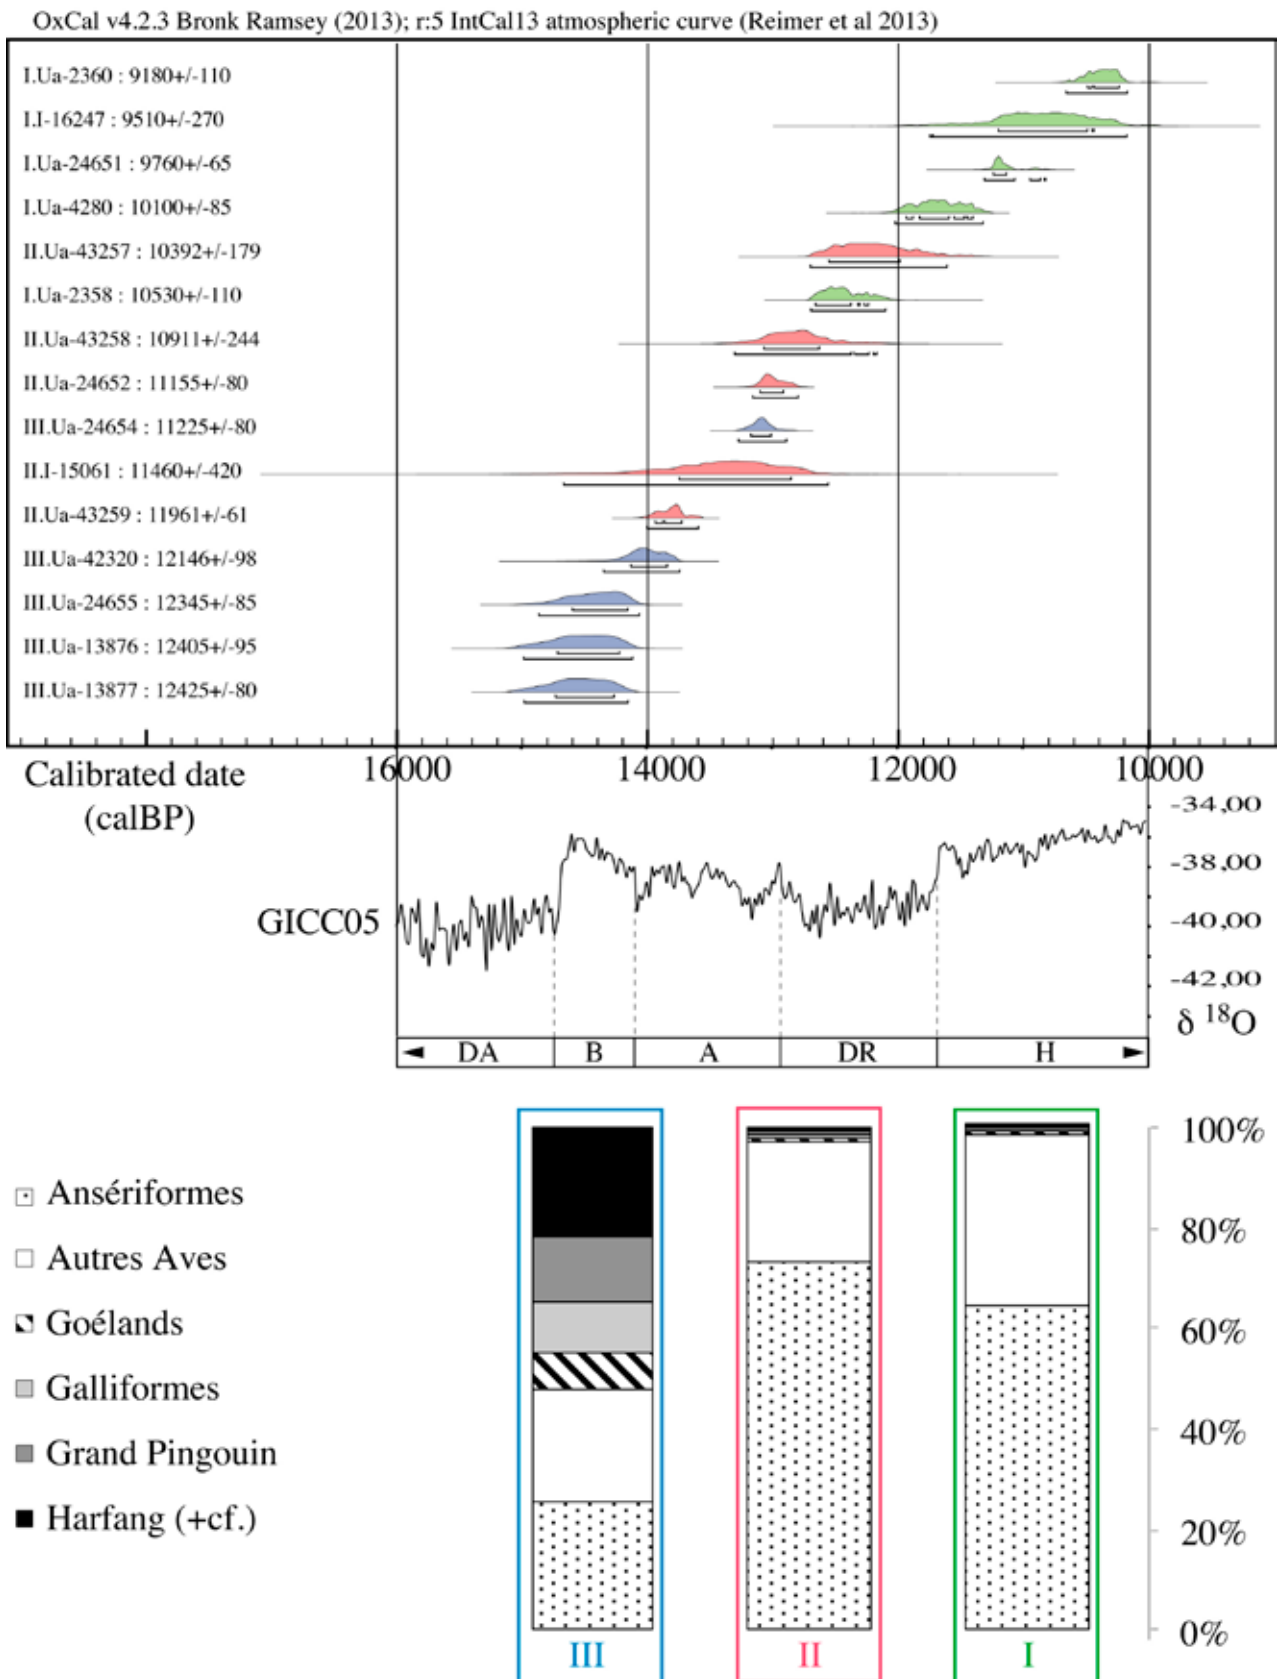 OxCal v4.2.3 Bronk Ramsey (2013); r:5 IntCal13 atmospheric curve (Reimer et al 2013)
I.Ua-2360 : 9180+/-110
I.I-16247 : 9510+/-270
I.Ua-24651 : 9760+/-65
I.Ua-4280 : 10100+/-85
II.Ua-43257 : 10392+/-179
I.Ua-2358 : 10530+/-110
II.Ua-43258 : 10911+/-244
II.Ua-24652 : 11155+/-80
III.Ua-24654 : 11225+/-80
II.I-15061 : 11460+/-420
II.Ua-43259 : 11961+/-61
III.Ua-42320 : 12146+/-98
III.Ua-24655 : 12345+/-85
III.Ua-13876 : 12405+/-95
III.Ua-13877 : 12425+/-80
Calibrated date 16000 14000 12000 10000
(calBP)
-34,00
-38,00
GICC05 -40,00
-42,00
δ 18O
◄ DA B A DR H ►
100%
Ansériformes
80%
Autres Aves
Goélands 60%
Galliformes
40%
Grand Pingouin
Harfang (+cf.)
20%
0%
III II I